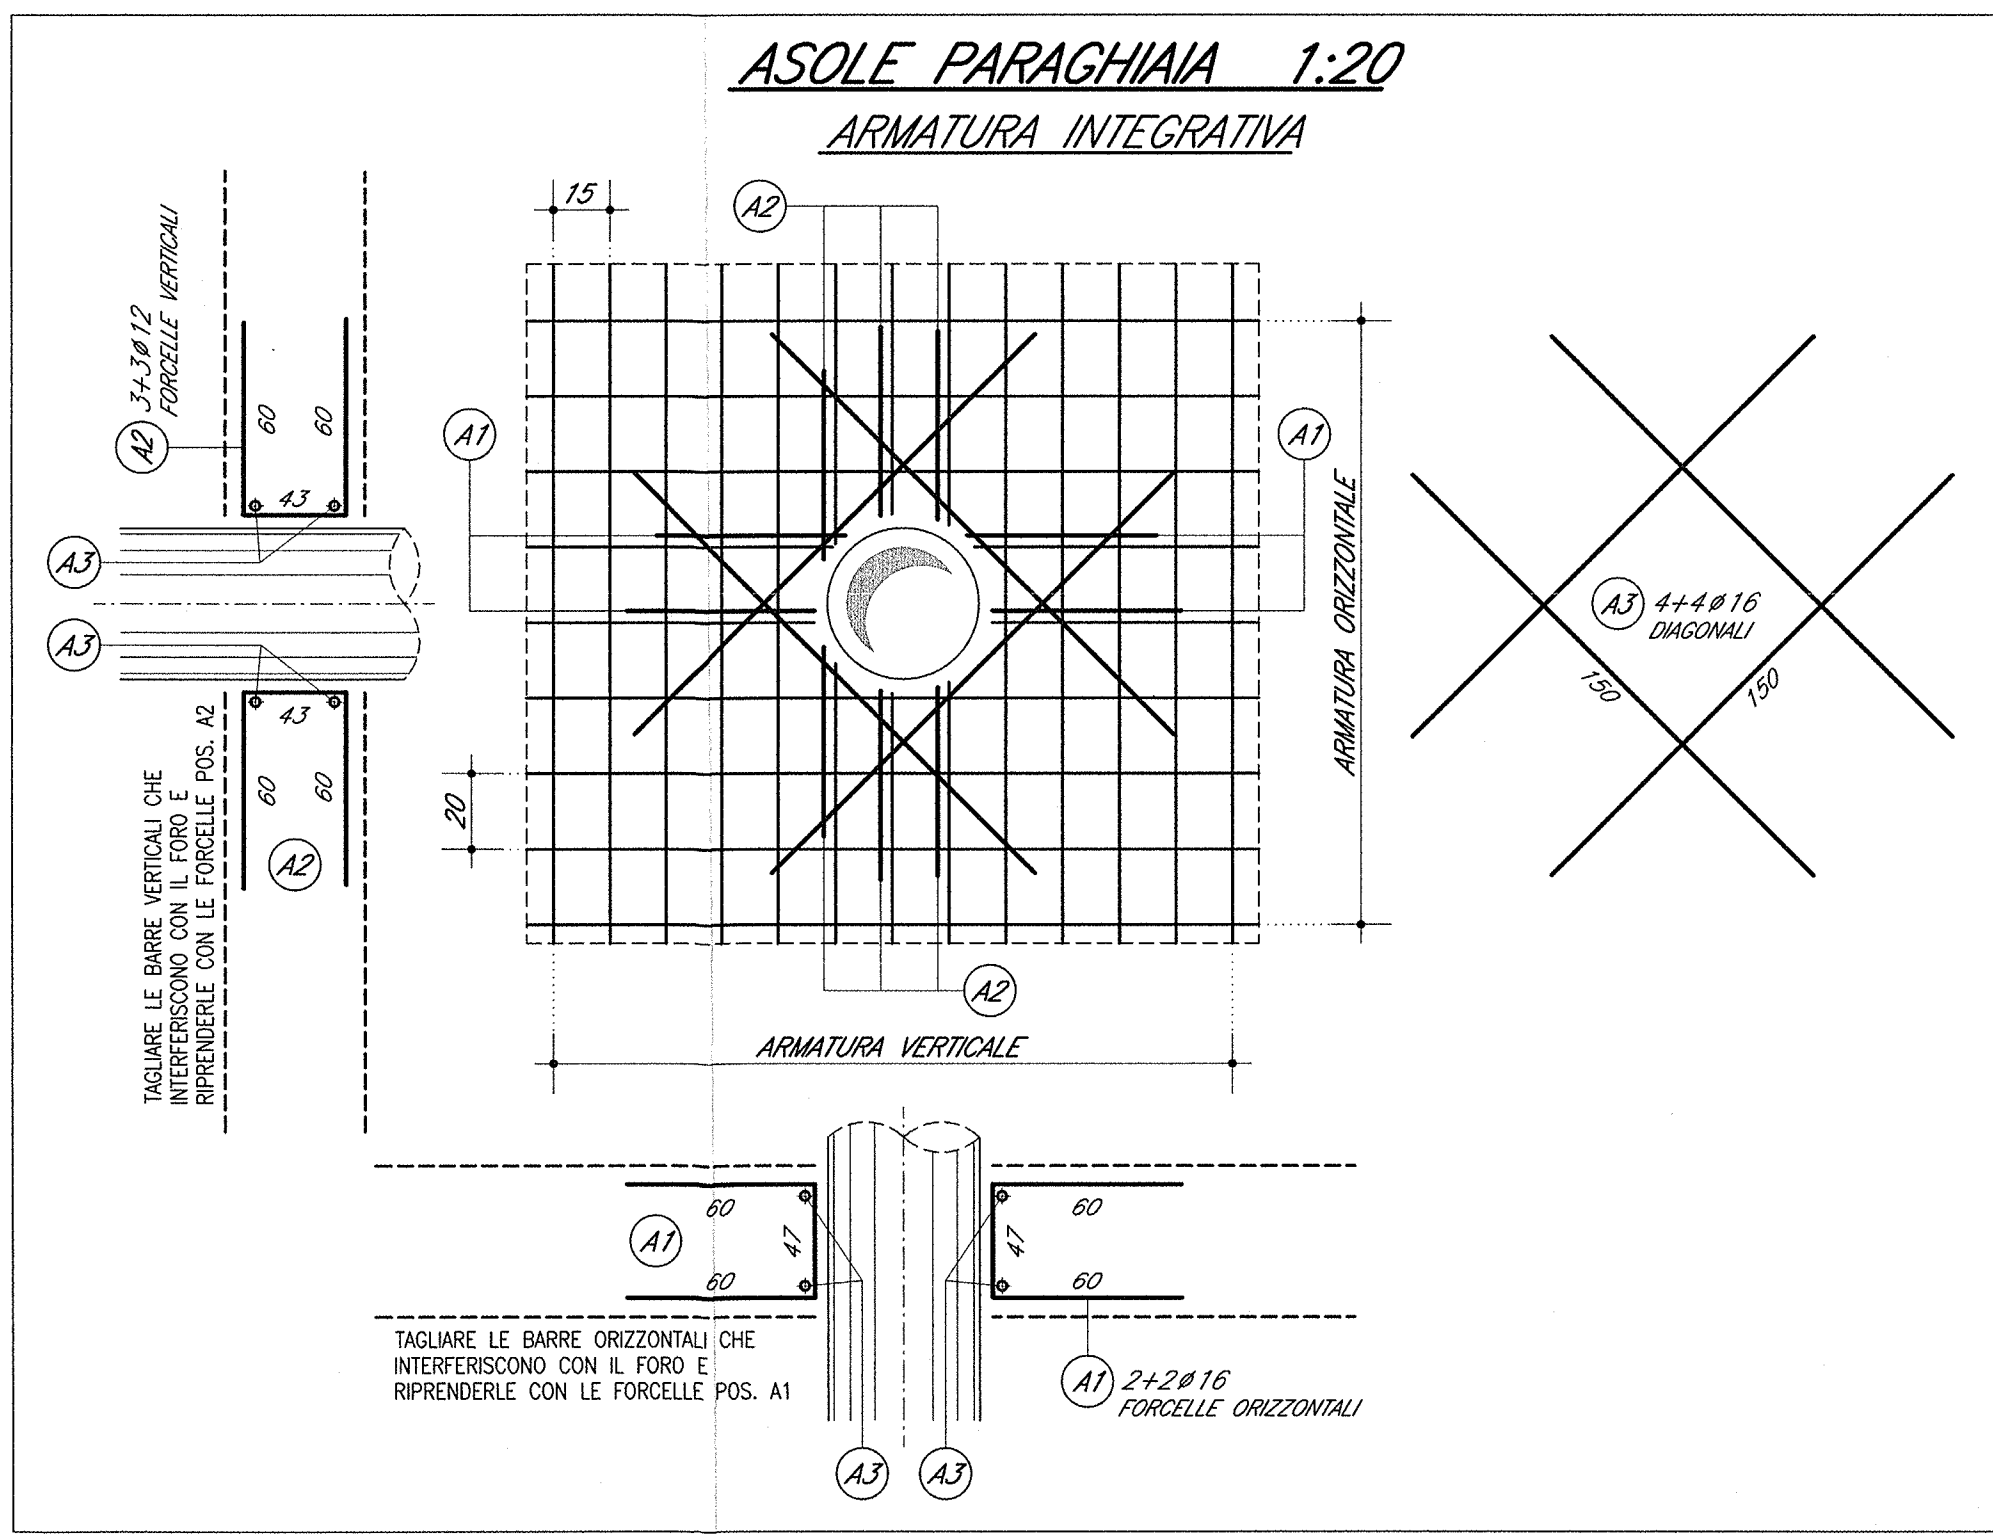 ASOLE PARAGHIAIA 1:20
ARMATURA INTEGRATIVA
15
A2
3+3ø12
FORCELLE VERTICALI
A2
60
60
43
A3
A3
43
60
60
A2
TAGLIARE LE BARRE VERTICALI CHE
INTERFERISCONO CON IL FORO E
RIPRENDERLE CON LE FORCELLE POS. A2
A1
A1
20
ARMATURA ORIZZONTALE
A3 4+4ø16
DIAGONALI
150
150
A2
ARMATURA VERTICALE
60
A1
47
60
60
47
60
TAGLIARE LE BARRE ORIZZONTALI CHE
INTERFERISCONO CON IL FORO E
RIPRENDERLE CON LE FORCELLE POS. A1
A1 2+2ø16
FORCELLE ORIZZONTALI
A3
A3